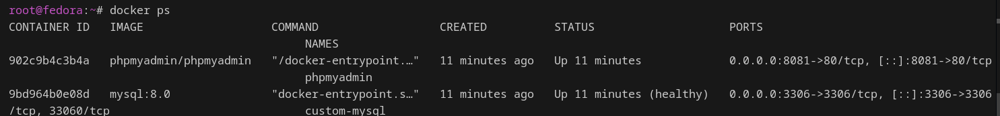 root@fedora:~# docker ps
CONTAINER ID   IMAGE                   COMMAND                  CREATED          STATUS                    PORTS
                                            NAMES
902c9b4c3b4a   phpmyadmin/phpmyadmin   "/docker-entrypoint.…"   11 minutes ago   Up 11 minutes             0.0.0.0:8081->80/tcp, [::]:8081->80/tcp
                                            phpmyadmin
9bd964b0e08d   mysql:8.0               "docker-entrypoint.s…"   11 minutes ago   Up 11 minutes (healthy)   0.0.0.0:3306->3306/tcp, [::]:3306->3306
/tcp, 33060/tcp                             custom-mysql